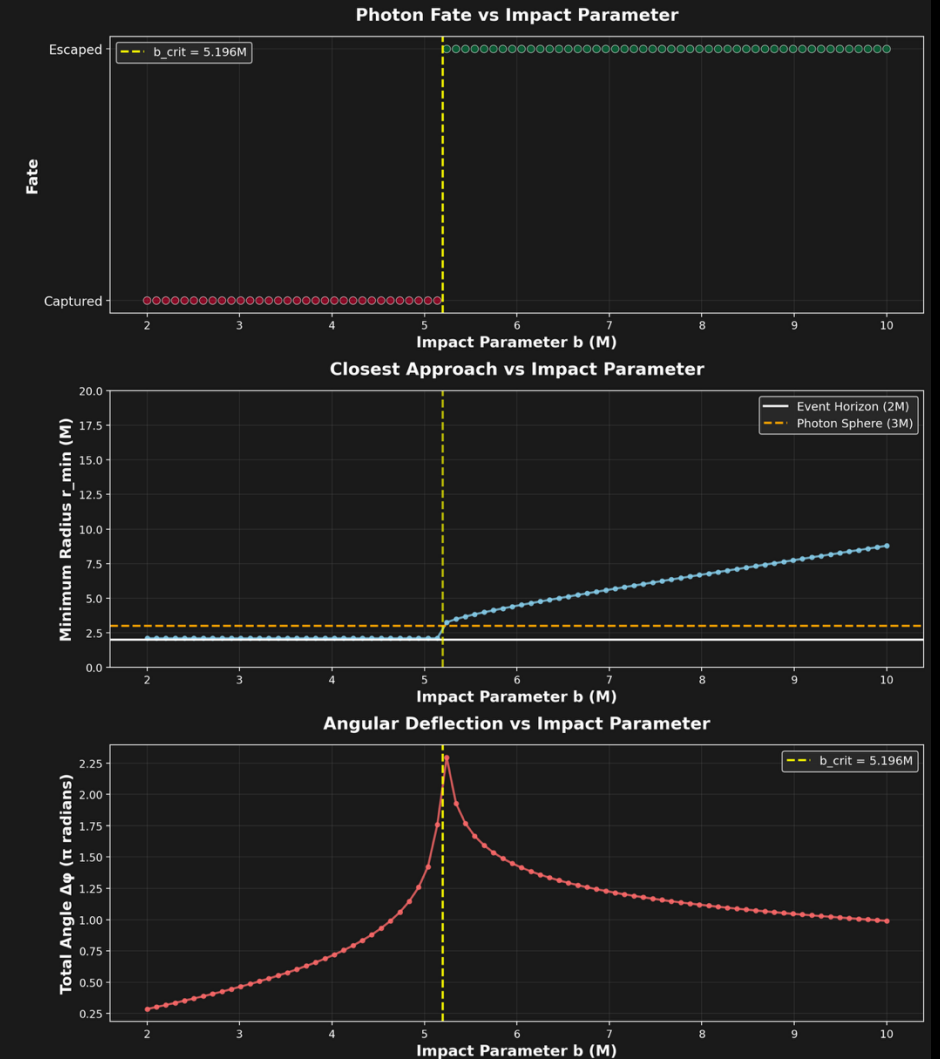 Photon Fate vs Impact Parameter
Escaped
b_crit = 5.196M
Fate
Captured
2 3 4 5 6 7 8 9 10
Impact Parameter b (M)
Closest Approach vs Impact Parameter
20.0
Event Horizon (2M)
Photon Sphere (3M)
17.5
15.0
12.5
10.0
7.5
5.0
2.5
0.0
Minimum Radius r_min (M)
2 3 4 5 6 7 8 9 10
Impact Parameter b (M)
Angular Deflection vs Impact Parameter
b_crit = 5.196M
2.25
2.00
1.75
1.50
1.25
1.00
0.75
0.50
0.25
Total Angle Δφ (π radians)
2 3 4 5 6 7 8 9 10
Impact Parameter b (M)